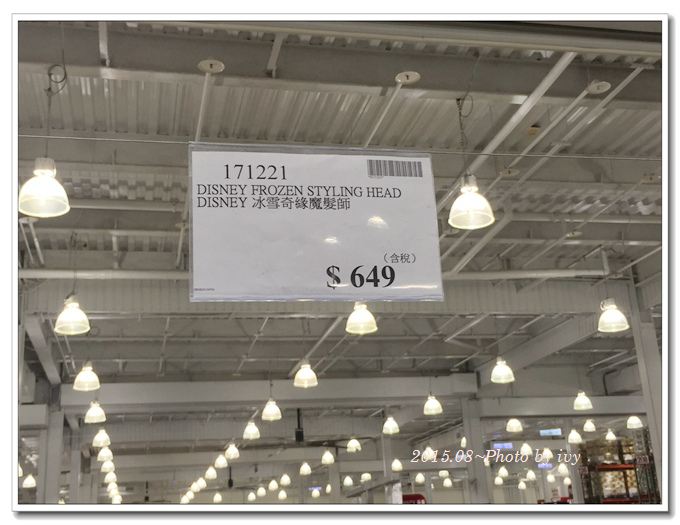 171221
DISNEY FROZEN STYLING HEAD
DISNEY 冰雪奇緣魔髮師
(含稅)
$ 649
2015.08~Photo by ivy